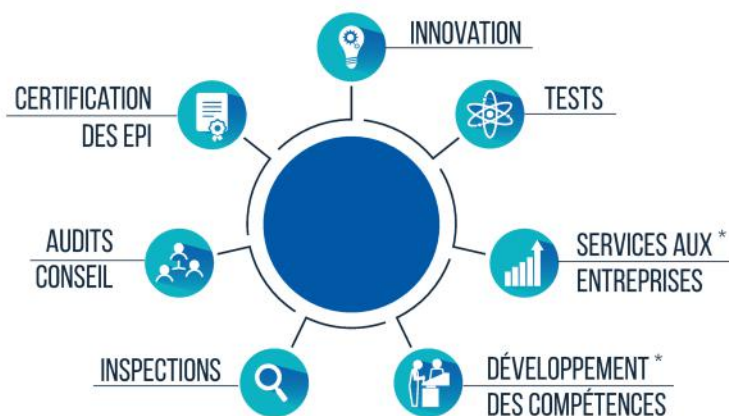 INNOVATION
TESTS
SERVICES AUX *
ENTREPRISES
DÉVELOPPEMENT *
DES COMPÉTENCES
INSPECTIONS
AUDITS
CONSEIL
CERTIFICATION
DES EPI